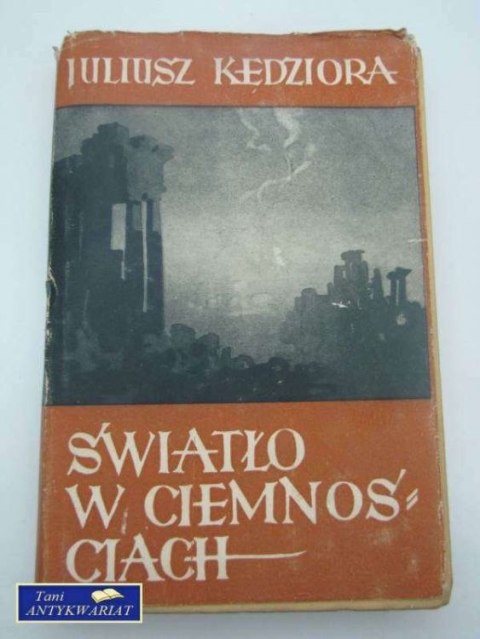 JULIUSZ KĘDZIORA
ŚWIATŁO
W CIEMNOŚ=
CIACH
Tani
ANTYKWARIAT